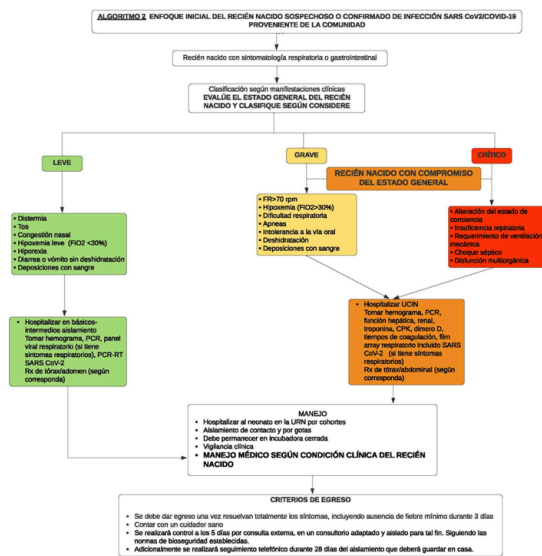 ALGORITMO 2 ENFOQUE INICIAL DEL RECIÉN NACIDO SOSPECHOSO O CONFIRMADO DE INFECCIÓN SARS CoV2/COVID-19
PROVENIENTE DE LA COMUNIDAD
Recién nacido con sintomatología respiratoria o gastrointestinal
Clasificación según manifestaciones clínicas
EVALÚE EL ESTADO GENERAL DEL RECIÉN
NACIDO Y CLASIFIQUE SEGÚN CONSIDERE
LEVE
GRAVE
CRÍTICO
RECIÉN NACIDO CON COMPROMISO
DEL ESTADO GENERAL
• Distermia
• Tos
• Congestión nasal
• Hipoxemia leve (FiO2 <30%)
• Hiporexia
• Diarrea o vómito sin deshidratación
• Deposiciones con sangre
• FR>70 rpm
• Hipoxemia (FiO2>30%)
• Dificultad respiratoria
• Apneas
• Intolerancia a la vía oral
• Deshidratación
• Deposiciones con sangre
• Alteración del estado de
conciencia
• Insuficiencia respiratoria
• Requerimiento de ventilación
mecánica
• Choque séptico
• Disfunción multiorgánica
• Hospitalizar en básicos-
intermedios aislamiento
Tomar hemograma, PCR, panel
viral respiratorio (si tiene
síntomas respiratorios), PCR-RT
SARS CoV-2
Rx de tórax/adomen (según
corresponda)
• Hospitalizar UCIN
Tomar hemograma, PCR,
función hepática, renal,
troponina, CPK, dímero D,
tiempos de coagulación, film
array respiratorio incluido SARS
CoV-2 (si tiene síntomas
respiratorios)
Rx de tórax/abdominal (según
corresponda)
MANEJO
• Hospitalizar al neonato en la URN por cohortes
• Aislamiento de contacto y por gotas
• Debe permanecer en incubadora cerrada
• Vigilancia clínica
• MANEJO MÉDICO SEGÚN CONDICIÓN CLÍNICA DEL RECIÉN
NACIDO
CRITERIOS DE EGRESO
• Se debe dar egreso una vez resuelvan totalmente los síntomas, incluyendo ausencia de fiebre mínimo durante 3 días
• Contar con un cuidador sano
• Se realizará control a los 5 días por consulta externa, en un consultorio adaptado y aislado para tal fin. Siguiendo las
normas de bioseguridad establecidas.
• Adicionalmente se realizará seguimiento telefónico durante 28 días del aislamiento que deberá guardar en casa.